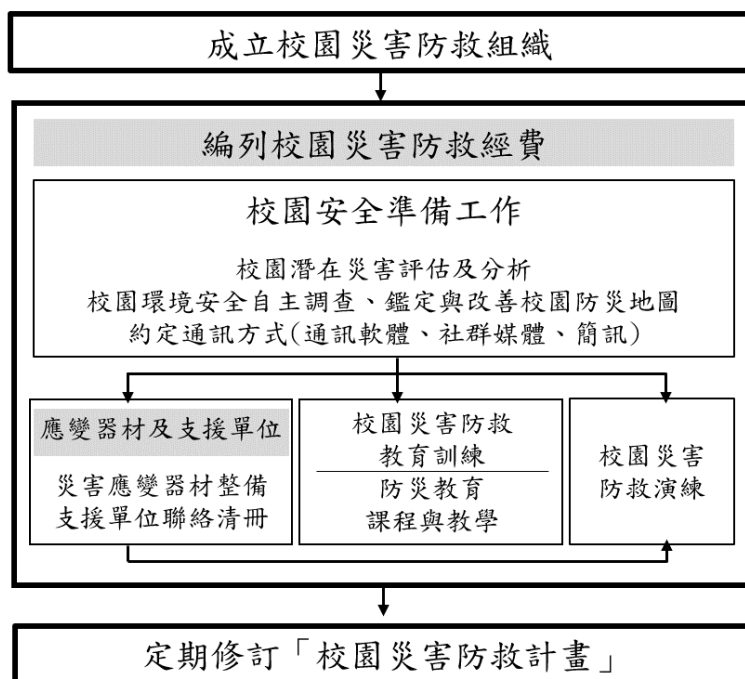 成立校園災害防救組織
編列校園災害防救經費
校園安全準備工作
校園潛在災害評估及分析
校園環境安全自主調查、鑑定與改善校園防災地圖
約定通訊方式(通訊軟體、社群媒體、簡訊)
應變器材及支援單位
災害應變器材整備
支援單位聯絡清冊
校園災害防救
教育訓練
防災教育
課程與教學
校園災害
防救演練
定期修訂「校園災害防救計畫」